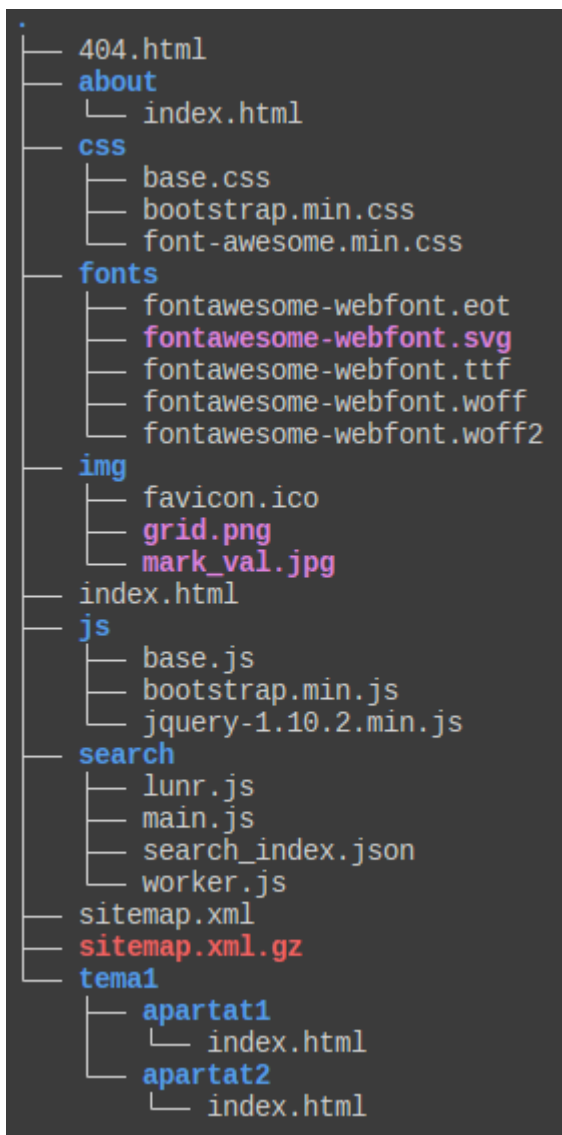 .
├── 404.html
├── about
│   └── index.html
├── css
│   ├── base.css
│   ├── bootstrap.min.css
│   └── font-awesome.min.css
├── fonts
│   ├── fontawesome-webfont.eot
│   ├── fontawesome-webfont.svg
│   ├── fontawesome-webfont.ttf
│   ├── fontawesome-webfont.woff
│   └── fontawesome-webfont.woff2
├── img
│   ├── favicon.ico
│   ├── grid.png
│   └── mark_val.jpg
├── index.html
├── js
│   ├── base.js
│   ├── bootstrap.min.js
│   └── jquery-1.10.2.min.js
├── search
│   ├── lunr.js
│   ├── main.js
│   ├── search_index.json
│   └── worker.js
├── sitemap.xml
├── sitemap.xml.gz
└── tema1
    ├── apartat1
    │   └── index.html
    └── apartat2
        └── index.html